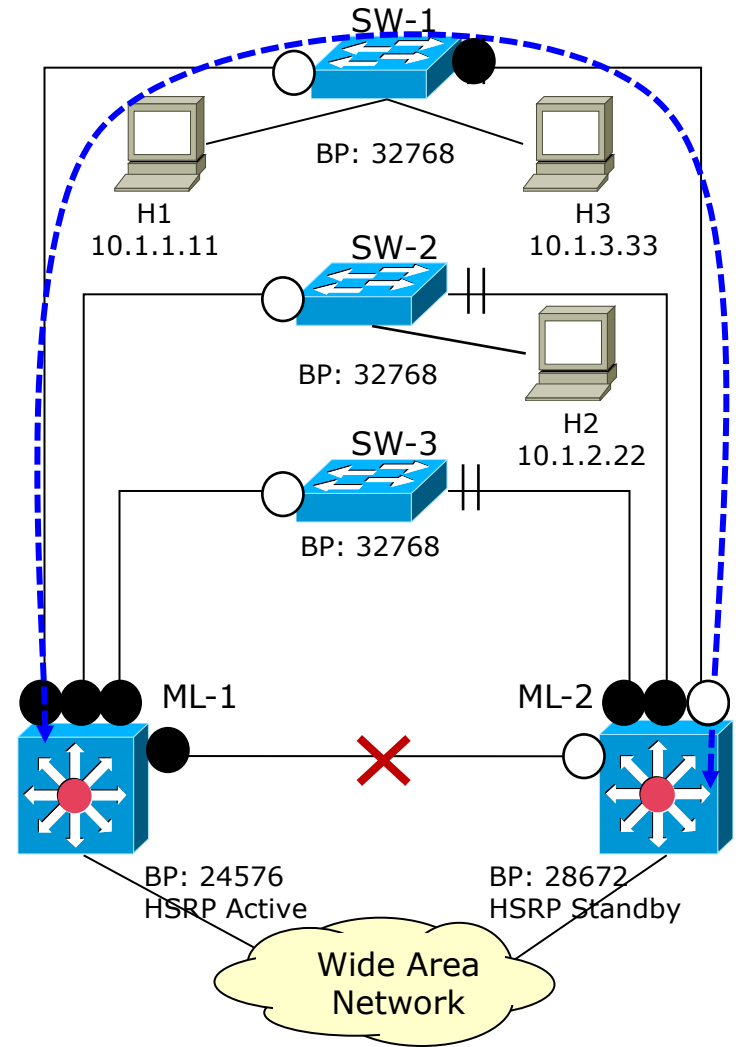 SW-1
BP: 32768
H1
10.1.1.11
H3
10.1.3.33
SW-2
BP: 32768
H2
10.1.2.22
SW-3
BP: 32768
ML-1
ML-2
BP: 24576
HSRP Active
BP: 28672
HSRP Standby
Wide Area
Network